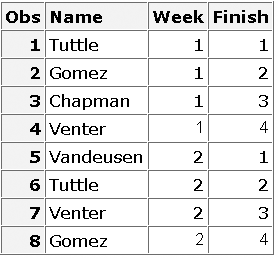 Obs Name Week Finish
1 Tuttle 1 1
2 Gomez 1 2
3 Chapman 1 3
4 Venter 1 4
5 Vandeusen 2 1
6 Tuttle 2 2
7 Venter 2 3
8 Gomez 2 4